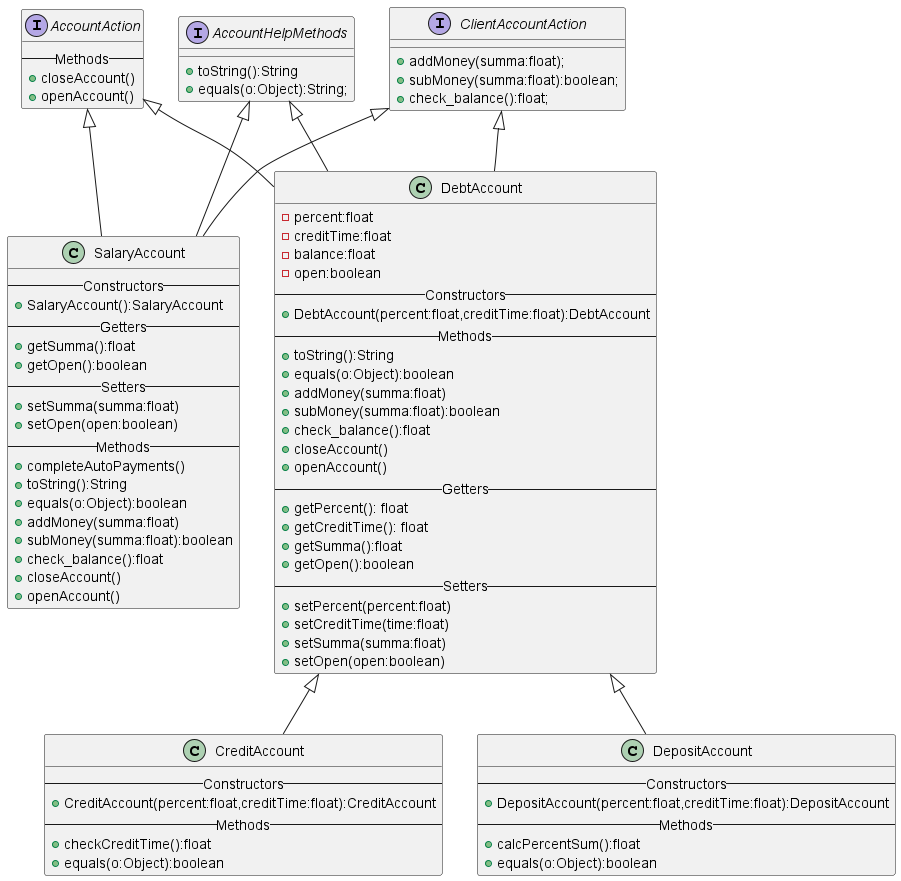 I AccountAction
Methods
closeAccount()
openAccount()
I AccountHelpMethods
toString():String
equals(o:Object):String;
I ClientAccountAction
addMoney(summa:float);
subMoney(summa:float):boolean;
check_balance():float;
C SalaryAccount
Constructors
SalaryAccount():SalaryAccount
Getters
getSumma():float
getOpen():boolean
Setters
setSumma(summa:float)
setOpen(open:boolean)
Methods
completeAutoPayments()
toString():String
equals(o:Object):boolean
addMoney(summa:float)
subMoney(summa:float):boolean
check_balance():float
closeAccount()
openAccount()
C DebtAccount
percent:float
creditTime:float
balance:float
open:boolean
Constructors
DebtAccount(percent:float,creditTime:float):DebtAccount
Methods
toString():String
equals(o:Object):boolean
addMoney(summa:float)
subMoney(summa:float):boolean
check_balance():float
closeAccount()
openAccount()
Getters
getPercent(): float
getCreditTime(): float
getSumma():float
getOpen():boolean
Setters
setPercent(percent:float)
setCreditTime(time:float)
setSumma(summa:float)
setOpen(open:boolean)
C CreditAccount
Constructors
CreditAccount(percent:float,creditTime:float):CreditAccount
Methods
checkCreditTime():float
equals(o:Object):boolean
C DepositAccount
Constructors
DepositAccount(percent:float,creditTime:float):DepositAccount
Methods
calcPercentSum():float
equals(o:Object):boolean